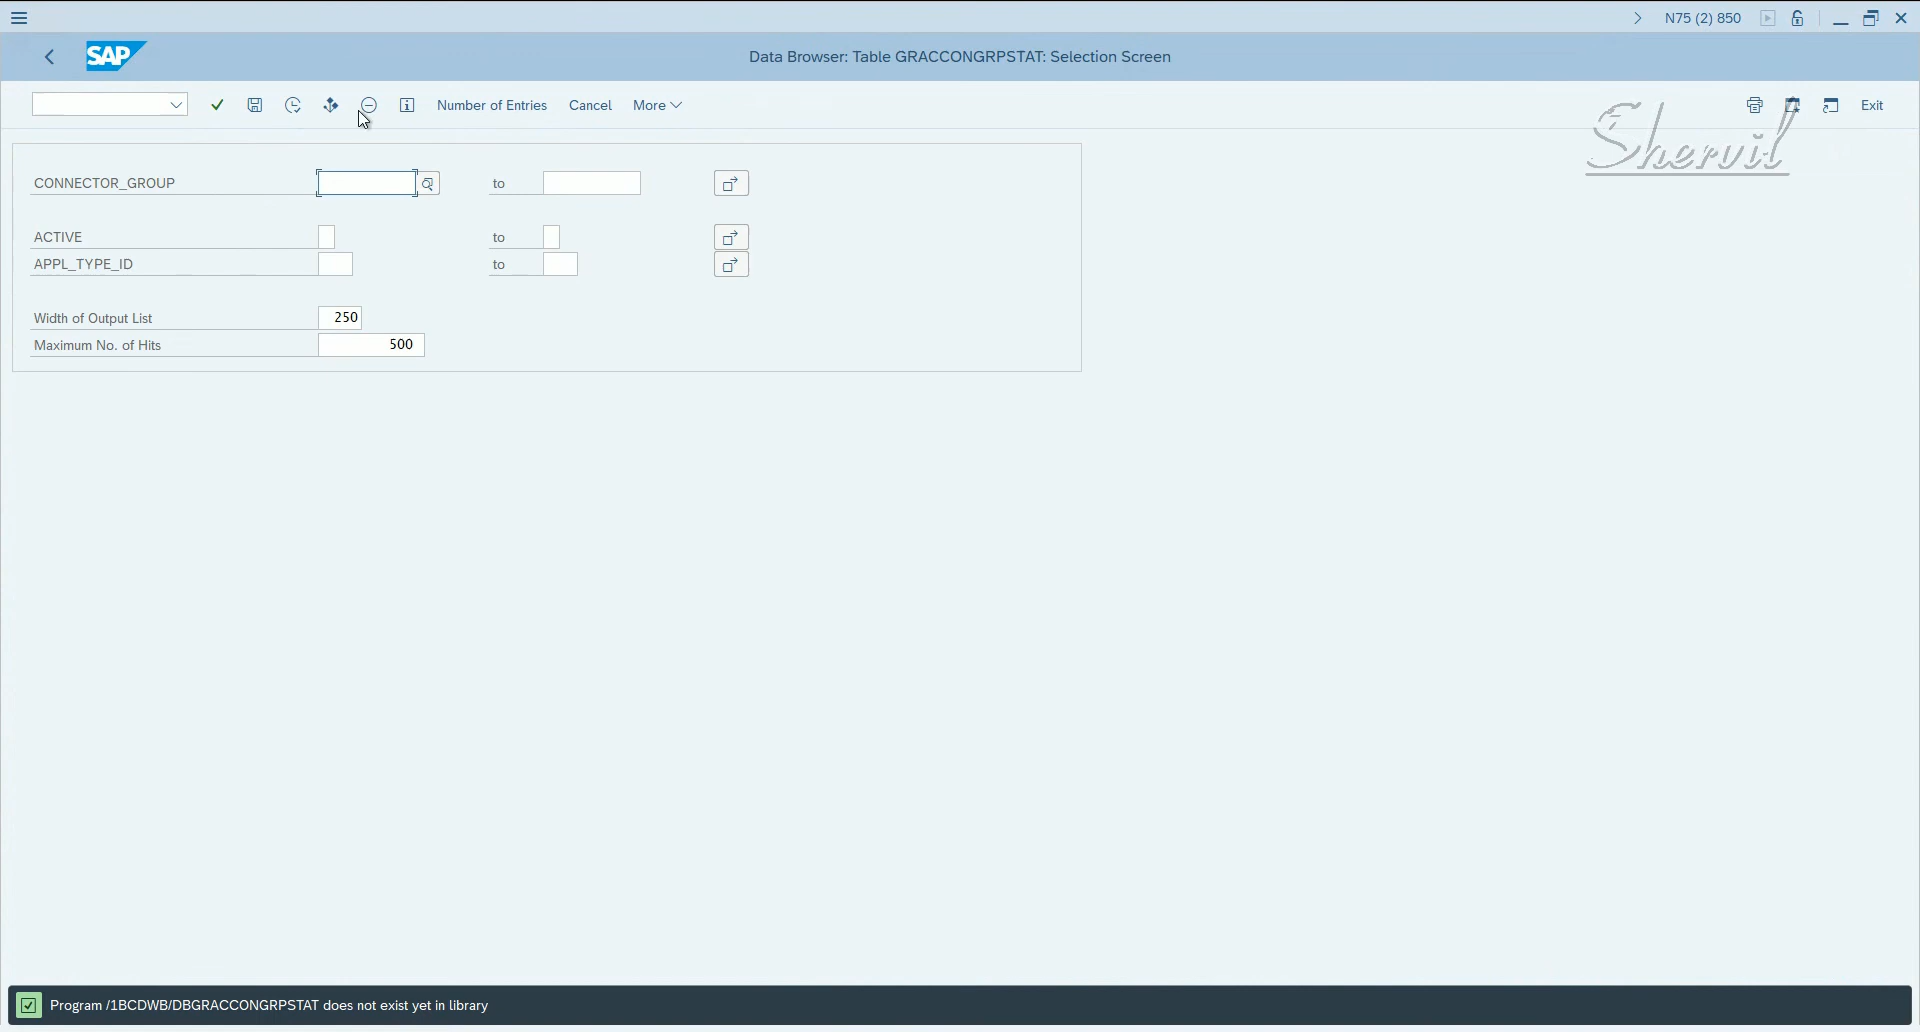 N75 (2) 850
SAP
Data Browser: Table GRACCONGRPSTAT: Selection Screen
Number of Entries Cancel More Exit
Shervil
CONNECTOR_GROUP to
ACTIVE to
APPL_TYPE_ID to
Width of Output List 250
Maximum No. of Hits 500
Program /1BCDWB/DBGRACCONGRPSTAT does not exist yet in library